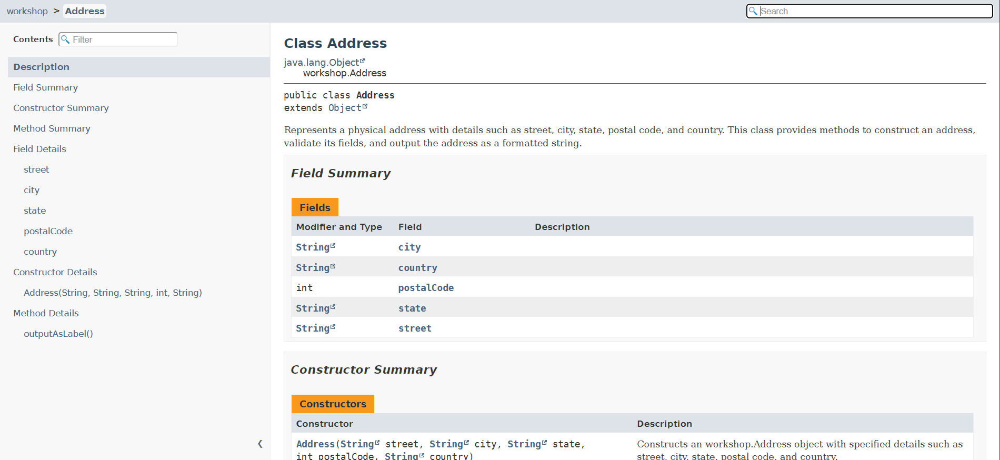 workshop > Address
Search
Contents
Filter
Description
Field Summary
Constructor Summary
Method Summary
Field Details
street
city
state
postalCode
country
Constructor Details
Address(String, String, String, int, String)
Method Details
outputAsLabel()
Class Address
java.lang.Object
workshop.Address
public class Address
extends Object
Represents a physical address with details such as street, city, state, postal code, and country. This class provides methods to construct an address,
validate its fields, and output the address as a formatted string.
Field Summary
Fields
Modifier and Type Field Description
String city
String country
int postalCode
String state
String street
Constructor Summary
Constructors
Constructor Description
Address(String street, String city, String state, Constructs an workshop.Address object with specified details such as
int postalCode, String country) street, city, state, postal code, and country.